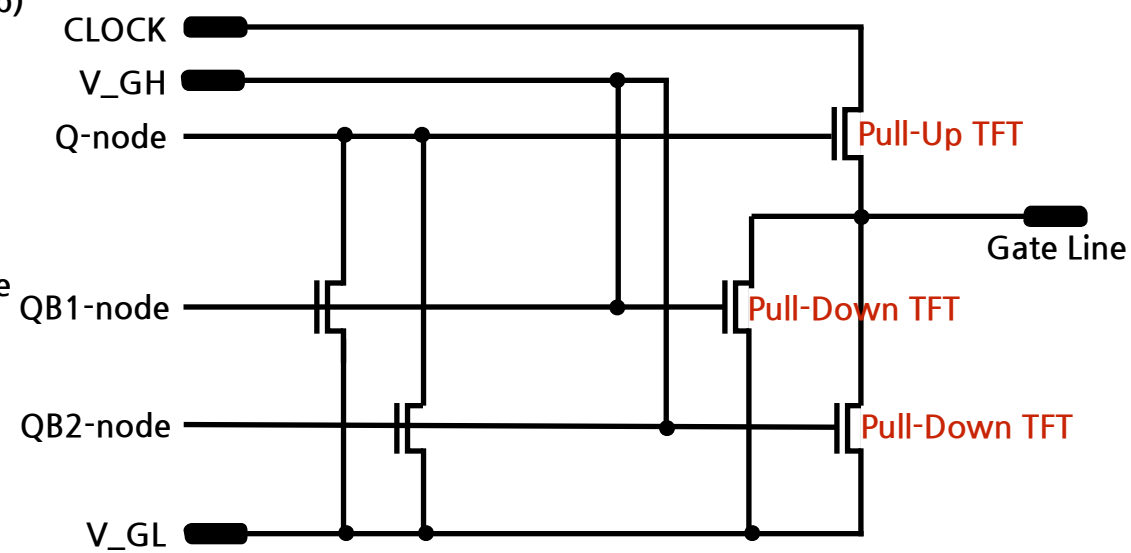 b)
CLOCK
V_GH
Q-node
Pull-Up TFT
Gate Line
e
QB1-node
Pull-Down TFT
QB2-node
Pull-Down TFT
V_GL